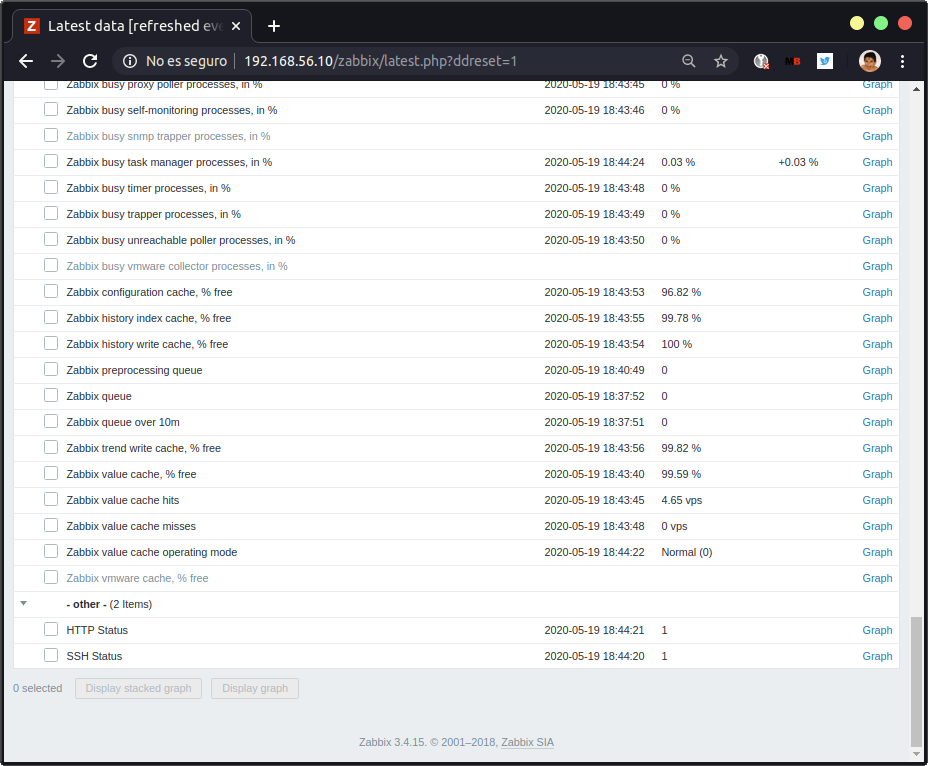 Latest data [refreshed eve
No es seguro 192.168.56.10/zabbix/latest.php?ddreset=1
Zabbix busy proxy poller processes, in % 2020-05-19 18:43:45 0 % Graph
Zabbix busy self-monitoring processes, in % 2020-05-19 18:43:46 0 % Graph
Zabbix busy snmp trapper processes, in % Graph
Zabbix busy task manager processes, in % 2020-05-19 18:44:24 0.03 % +0.03 % Graph
Zabbix busy timer processes, in % 2020-05-19 18:43:48 0 % Graph
Zabbix busy trapper processes, in % 2020-05-19 18:43:49 0 % Graph
Zabbix busy unreachable poller processes, in % 2020-05-19 18:43:50 0 % Graph
Zabbix busy vmware collector processes, in % Graph
Zabbix configuration cache, % free 2020-05-19 18:43:53 96.82 % Graph
Zabbix history index cache, % free 2020-05-19 18:43:55 99.78 % Graph
Zabbix history write cache, % free 2020-05-19 18:43:54 100 % Graph
Zabbix preprocessing queue 2020-05-19 18:40:49 0 Graph
Zabbix queue 2020-05-19 18:37:52 0 Graph
Zabbix queue over 10m 2020-05-19 18:37:51 0 Graph
Zabbix trend write cache, % free 2020-05-19 18:43:56 99.82 % Graph
Zabbix value cache, % free 2020-05-19 18:43:40 99.59 % Graph
Zabbix value cache hits 2020-05-19 18:43:45 4.65 vps Graph
Zabbix value cache misses 2020-05-19 18:43:48 0 vps Graph
Zabbix value cache operating mode 2020-05-19 18:44:22 Normal (0) Graph
Zabbix vmware cache, % free Graph
- other - (2 Items)
HTTP Status 2020-05-19 18:44:21 1 Graph
SSH Status 2020-05-19 18:44:20 1 Graph
0 selected Display stacked graph Display graph
Zabbix 3.4.15. © 2001–2018, Zabbix SIA